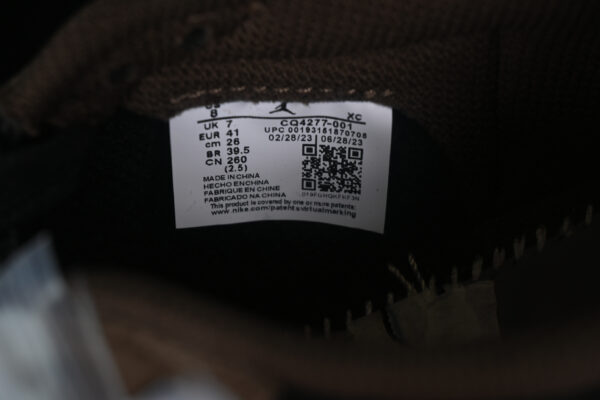 US
8
XC
UK 7
EUR 41
cm 26
BR 39.5
CN 260
(2.5)
CQ4277-001
UPC 00193151870708
02/28/23 06/28/23
MADE IN CHINA
HECHO EN CHINA
FABRIQUE EN CHINE
FABRICADO NA CHINA
This product is covered by one or more patents:
www.nike.com/patents.virtualmarking